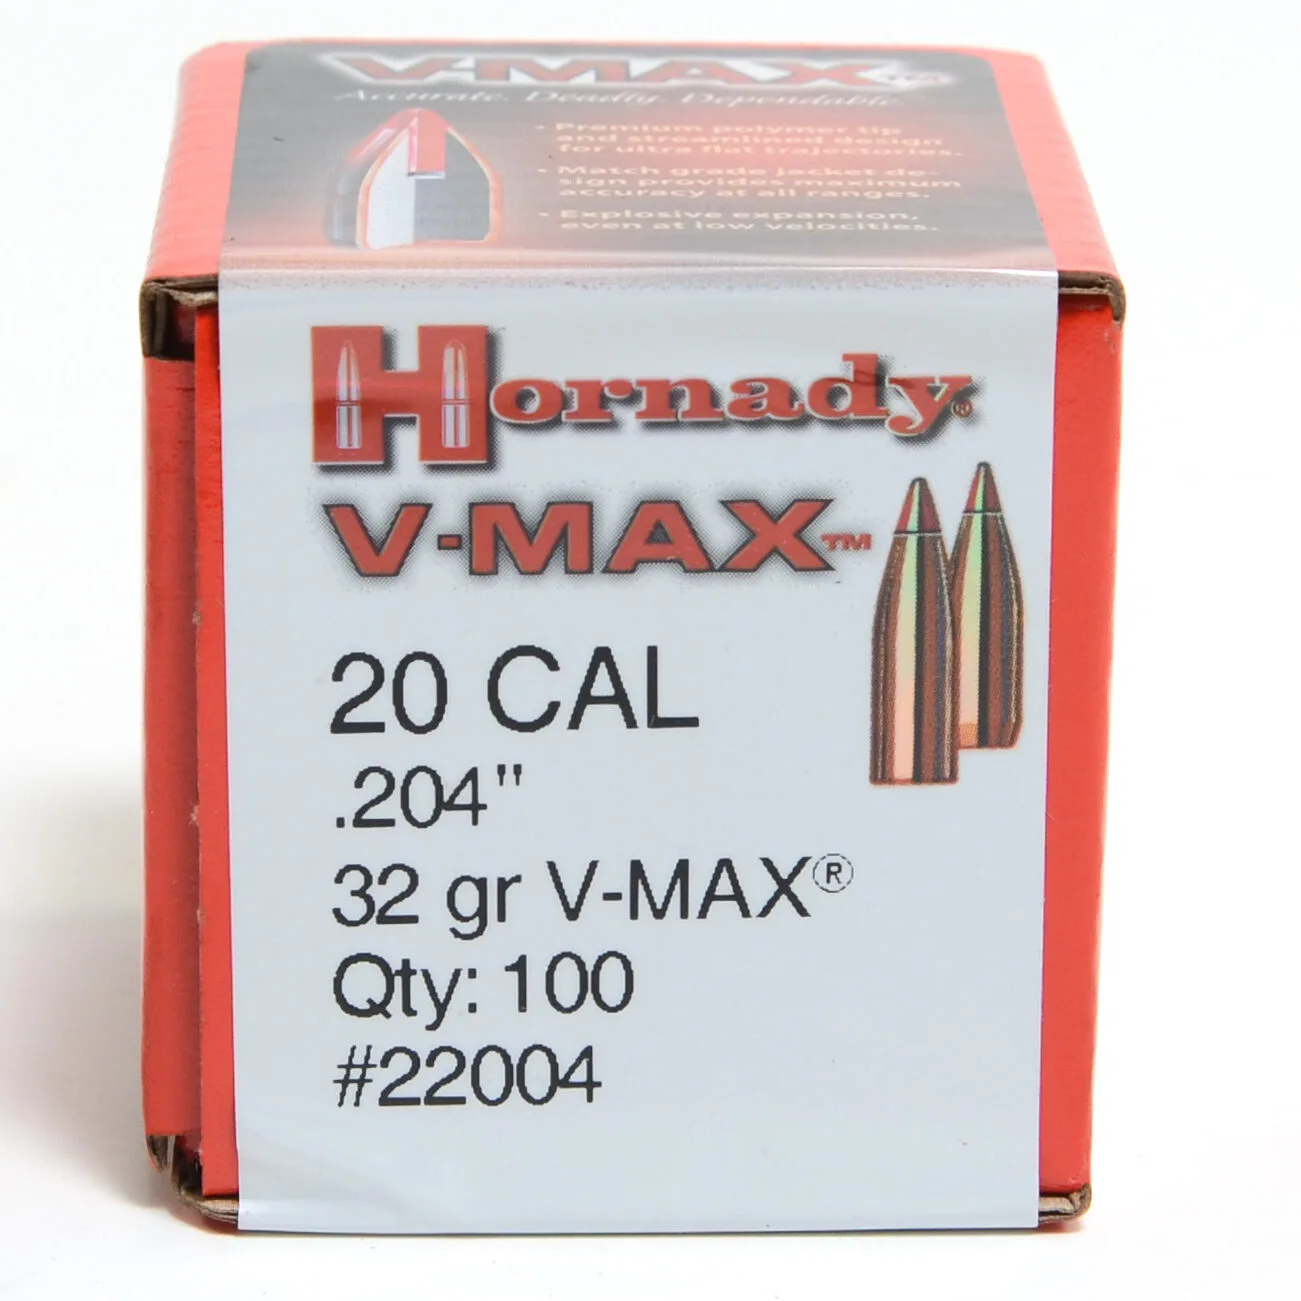 V-MAX™
Accurate. Deadly. Dependable.
• Premium polymer tip
and streamlined design
for ultra flat trajectories.
• Match grade jacket de-
sign provides maximum
accuracy at all ranges.
• Explosive expansion,
even at low velocities.
Hornady®
V-MAX™
20 CAL
.204"
32 gr V-MAX®
Qty: 100
#22004